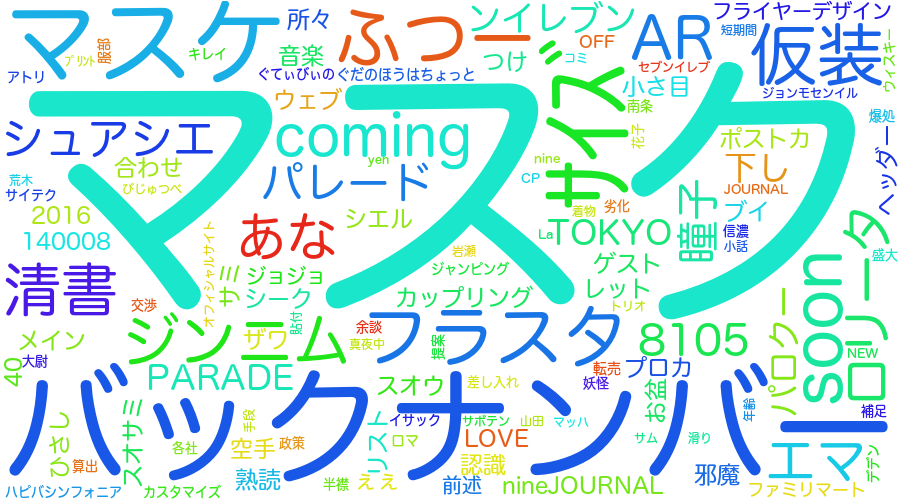 マスケ
所々
ふつー
ンイレブン
フライヤーデザイン
短期間
服部
プリント
キレイ
音楽
OFF
AR
仮装
アトリ
ぐてぃぴぃのぐだのほうはちょっと
つけ
コミ
セブンイレブ
ウィスキー
ウェブ
マスク
サイズ
小さ目
南条
ジョンモセンイル
爆処
シュアシエ
coming
花子
ポストカ
ヘッダー
合わせ
yen
nine
荒木
びじゅつべ
パレード
CP
下し
JOURNAL
サイテク
2016
シエル
着物
劣化
瞳子
ブイ
140008
あな
La
TOKYO
信濃
小話
リータ
オフィシャルサイト
岩瀬
盛大
清書
サミ
ジョジョ
ジャンピング
ゲスト
soon
シーク
カップリング
レット
交渉
貼付
トリオ
パロクー
ロリ
ジンニム
余談
フラスタ
8105
メイン
ザワ
真夜中
提案
NEW
40
大尉
PARADE
スオウ
差し入れ
転売
プロカ
妖怪
バックナンバー
お盆
年齢
補足
ひさし
スオサミ
手段
イサック
サボテン
山田
マッハ
各社
空手
政策
リスト
ロマ
LOVE
サム
滑り
エマ
デデン
算出
熟読
ええ
認識
邪魔
ハピバシンフォニア
カスタマイズ
半襟
前述
nineJOURNAL
ファミリマート